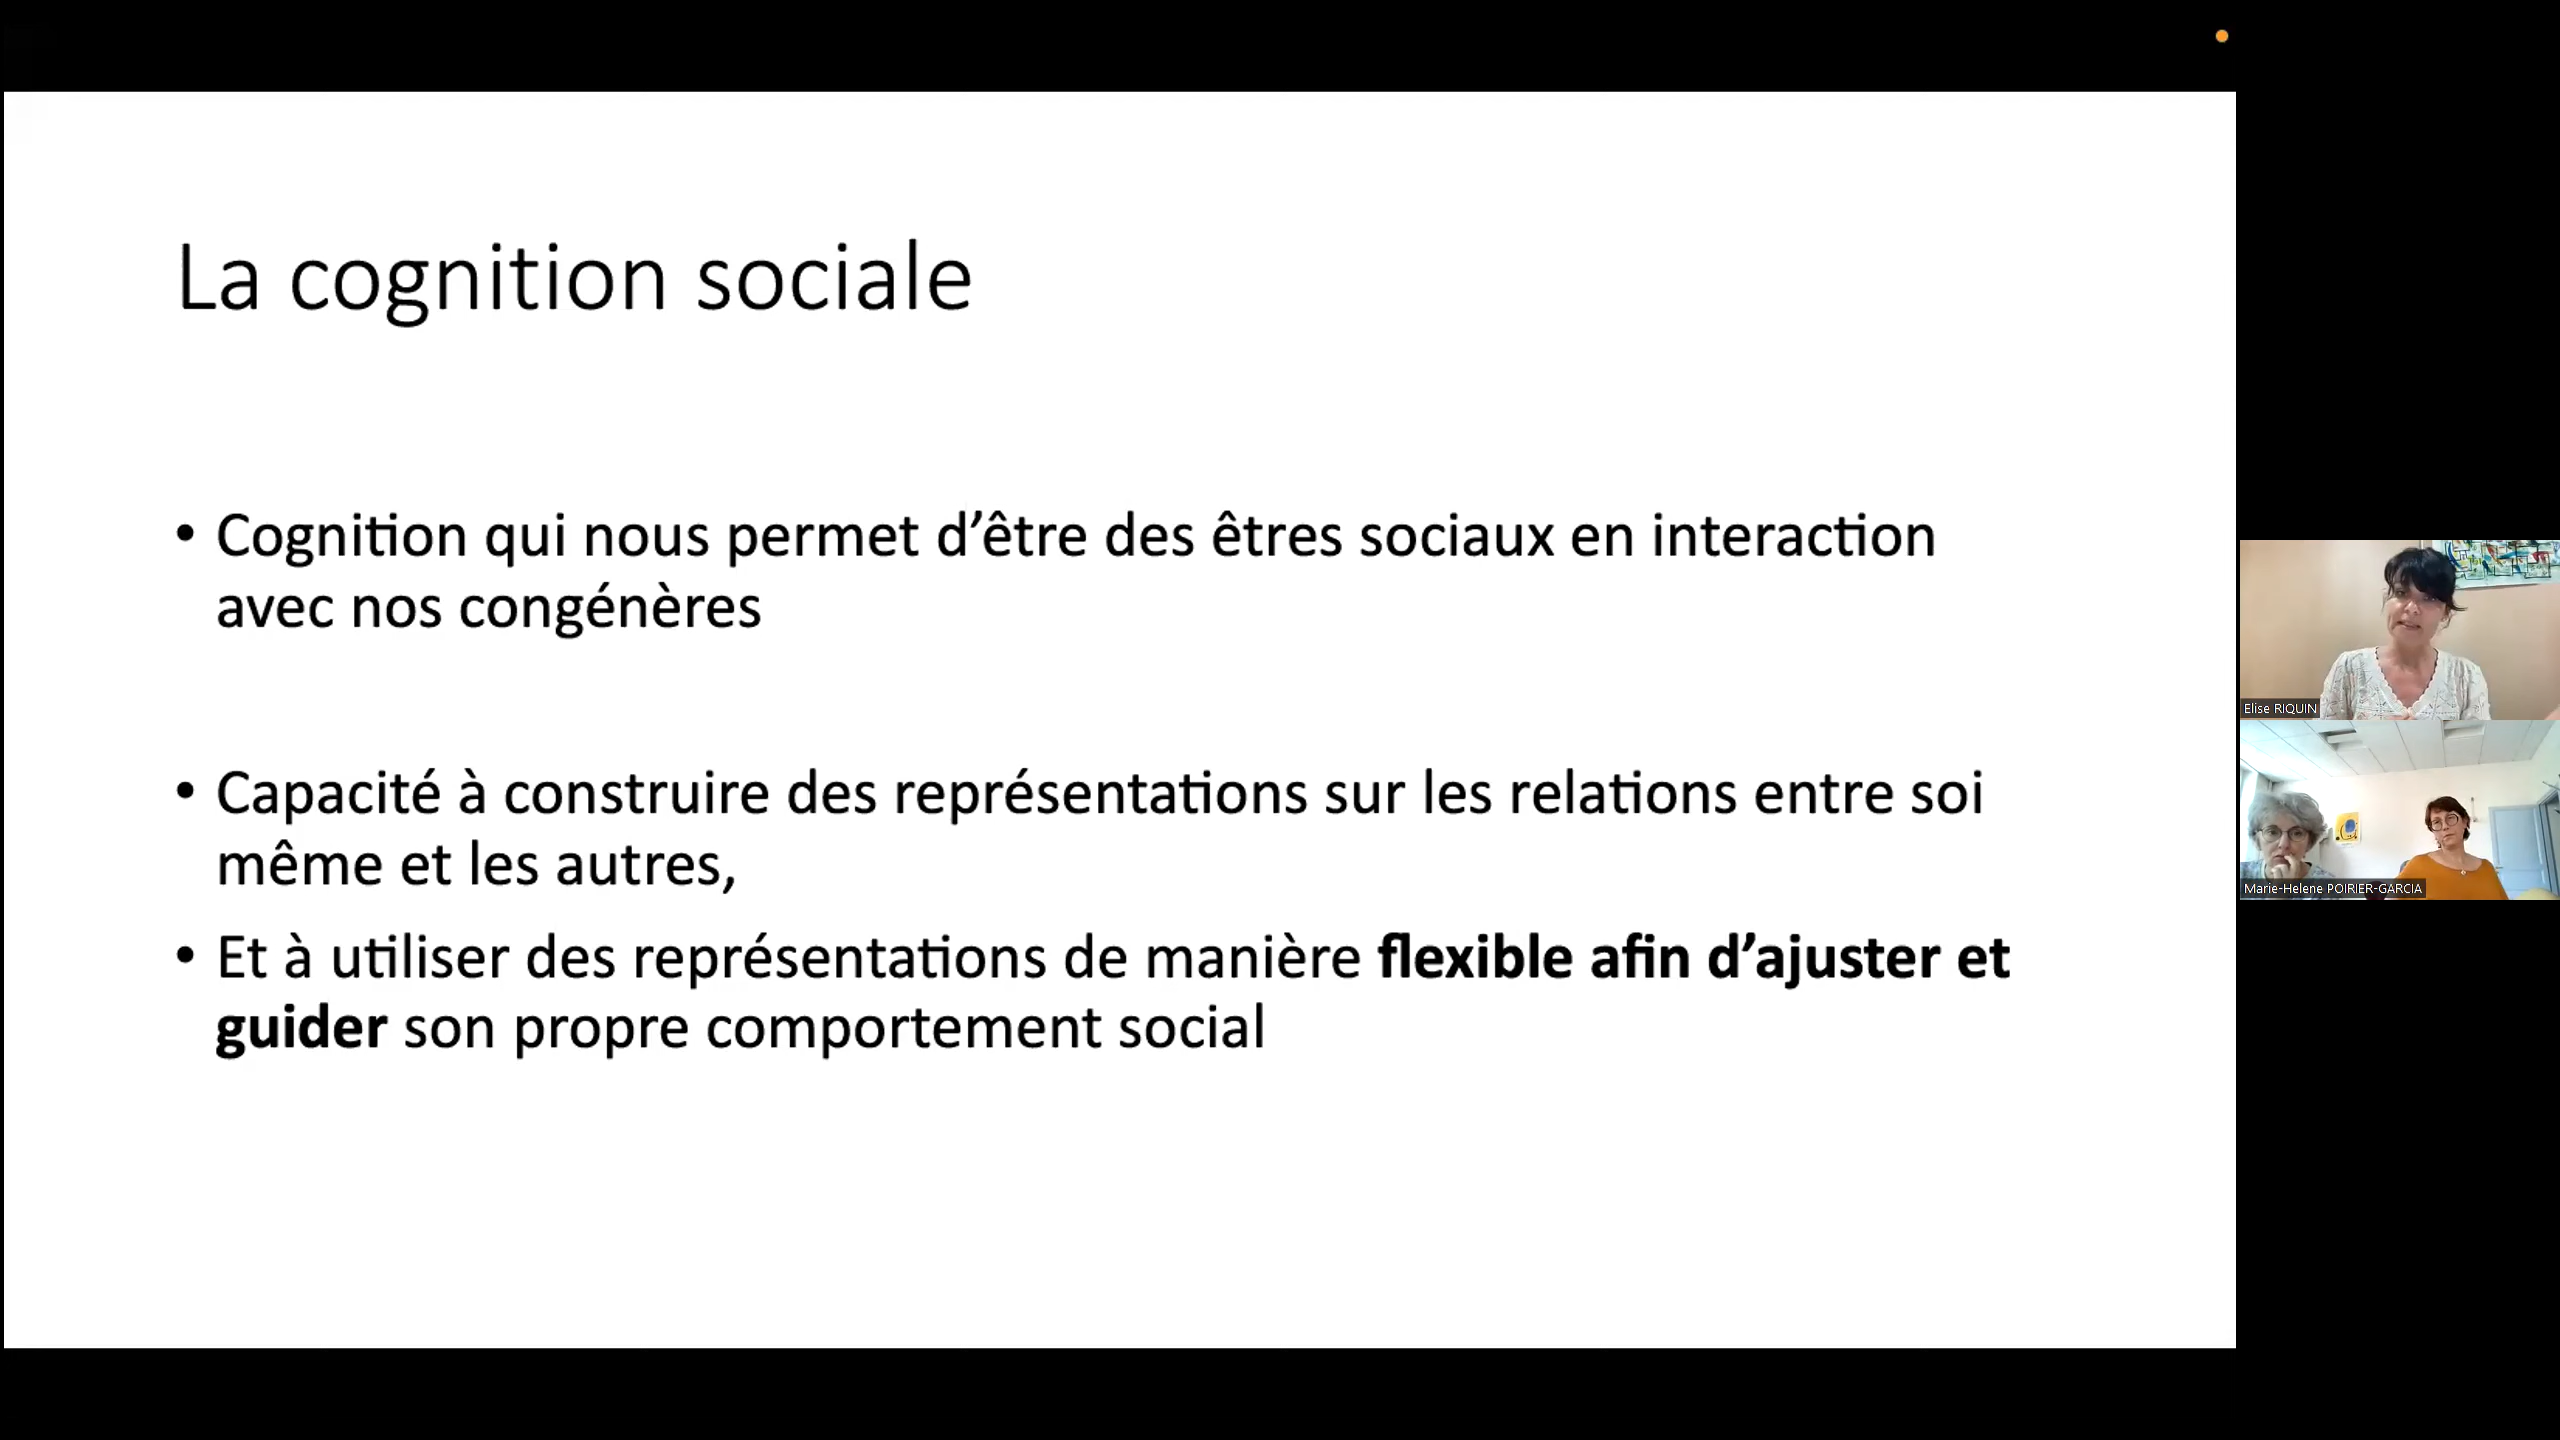 La cognition sociale
• Cognition qui nous permet d’être des êtres sociaux en interaction
avec nos congénères
• Capacité à construire des représentations sur les relations entre soi
même et les autres,
• Et à utiliser des représentations de manière flexible afin d’ajuster et
guider son propre comportement social
Elise RIQUIN
Marie-Helene POIRIER-GARCIA